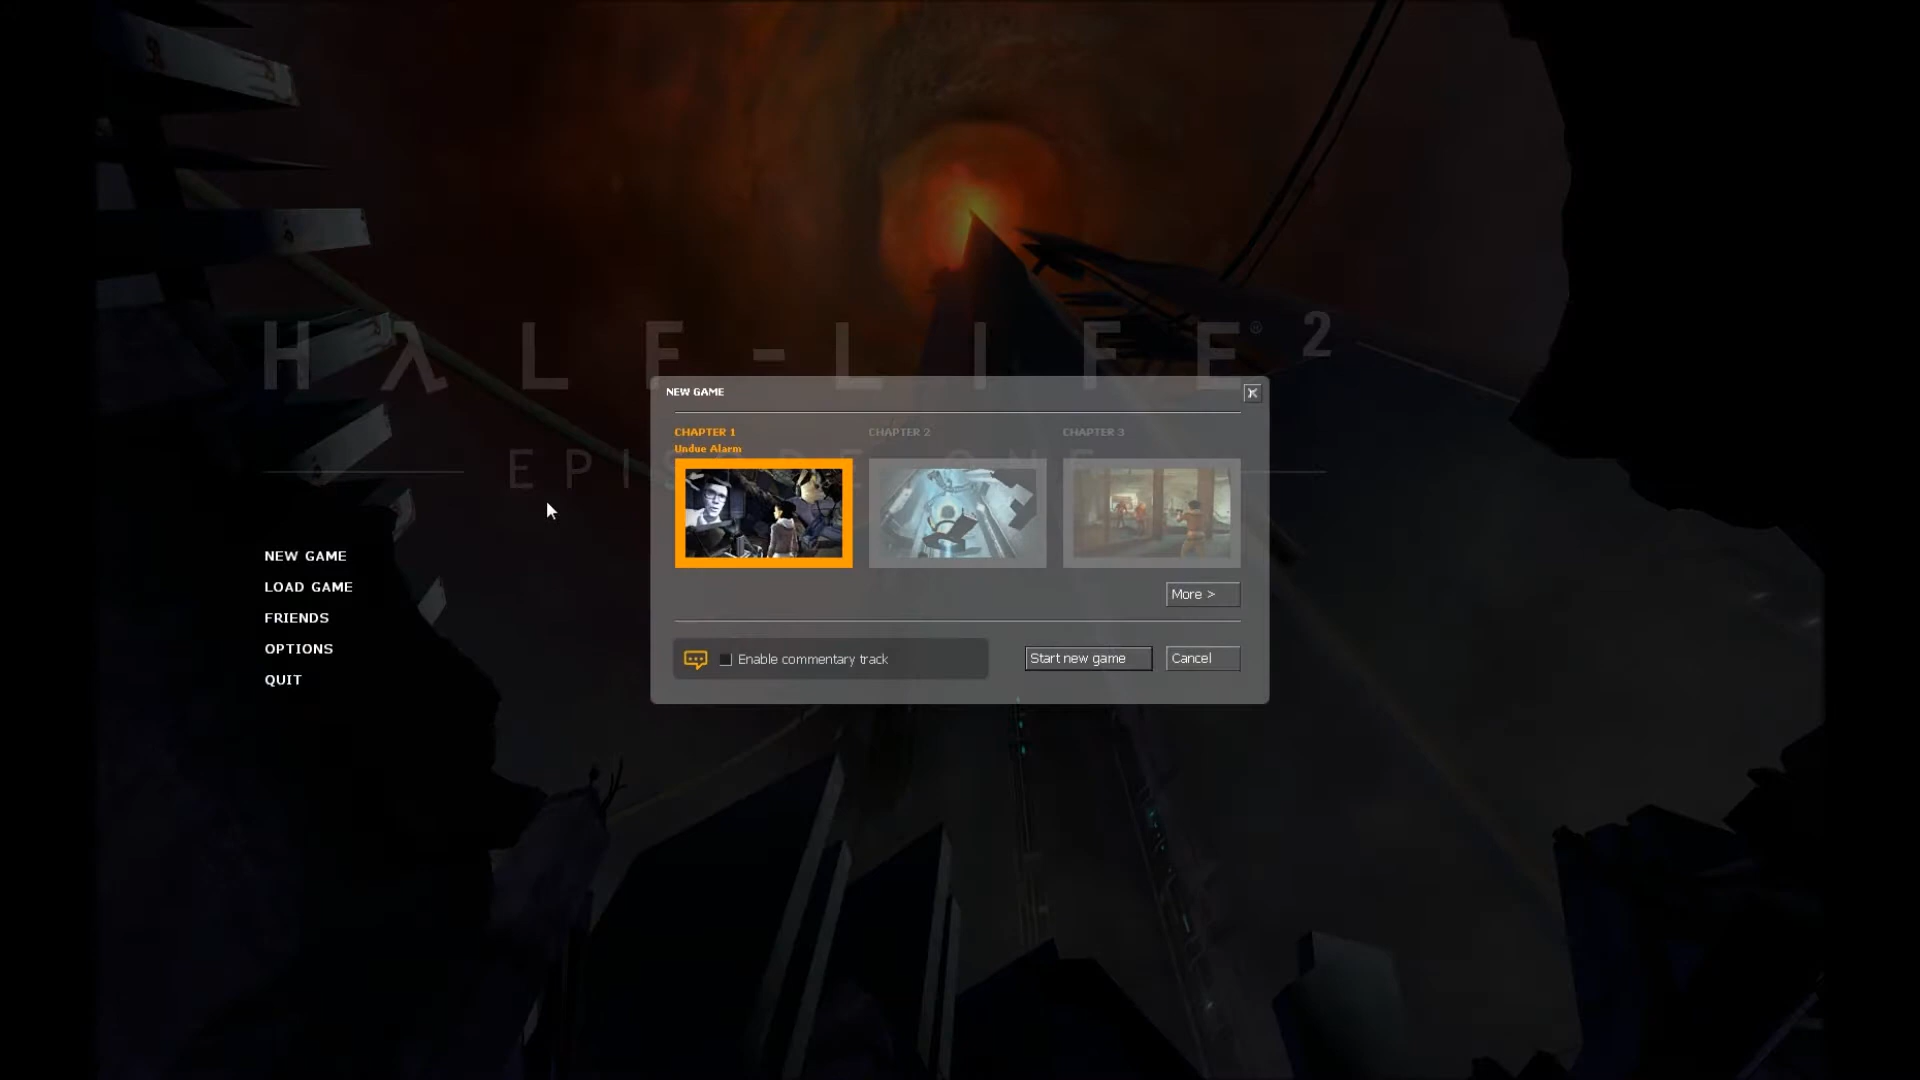 HλLF-LIFE® 2
EPISODE ONE
NEW GAME
LOAD GAME
FRIENDS
OPTIONS
QUIT
NEW GAME
CHAPTER 1
Undue Alarm
CHAPTER 2
CHAPTER 3
More >
Enable commentary track
Start new game
Cancel